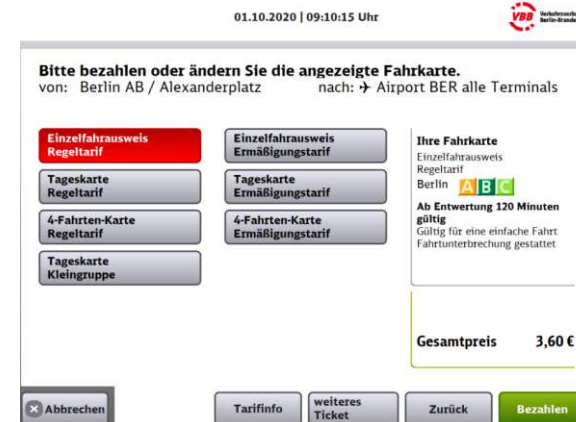 01.10.2020 | 09:10:15 Uhr
VBB Verkehrsverbu
Berlin-Brande
Bitte bezahlen oder ändern Sie die angezeigte Fahrkarte.
von: Berlin AB / Alexanderplatz nach: ✈ Airport BER alle Terminals
Einzelfahrausweis
Regeltarif
Einzelfahrausweis
Ermäßigungstarif
Tageskarte
Regeltarif
Tageskarte
Ermäßigungstarif
4-Fahrten-Karte
Regeltarif
4-Fahrten-Karte
Ermäßigungstarif
Tageskarte
Kleingruppe
Ihre Fahrkarte
Einzelfahrausweis
Regeltarif
Berlin A B C
Ab Entwertung 120 Minuten
gültig
Gültig für eine einfache Fahrt
Fahrtunterbrechung gestattet
Gesamtpreis 3,60 €
Abbrechen
Tarifinfo
weiteres
Ticket
Zurück
Bezahlen